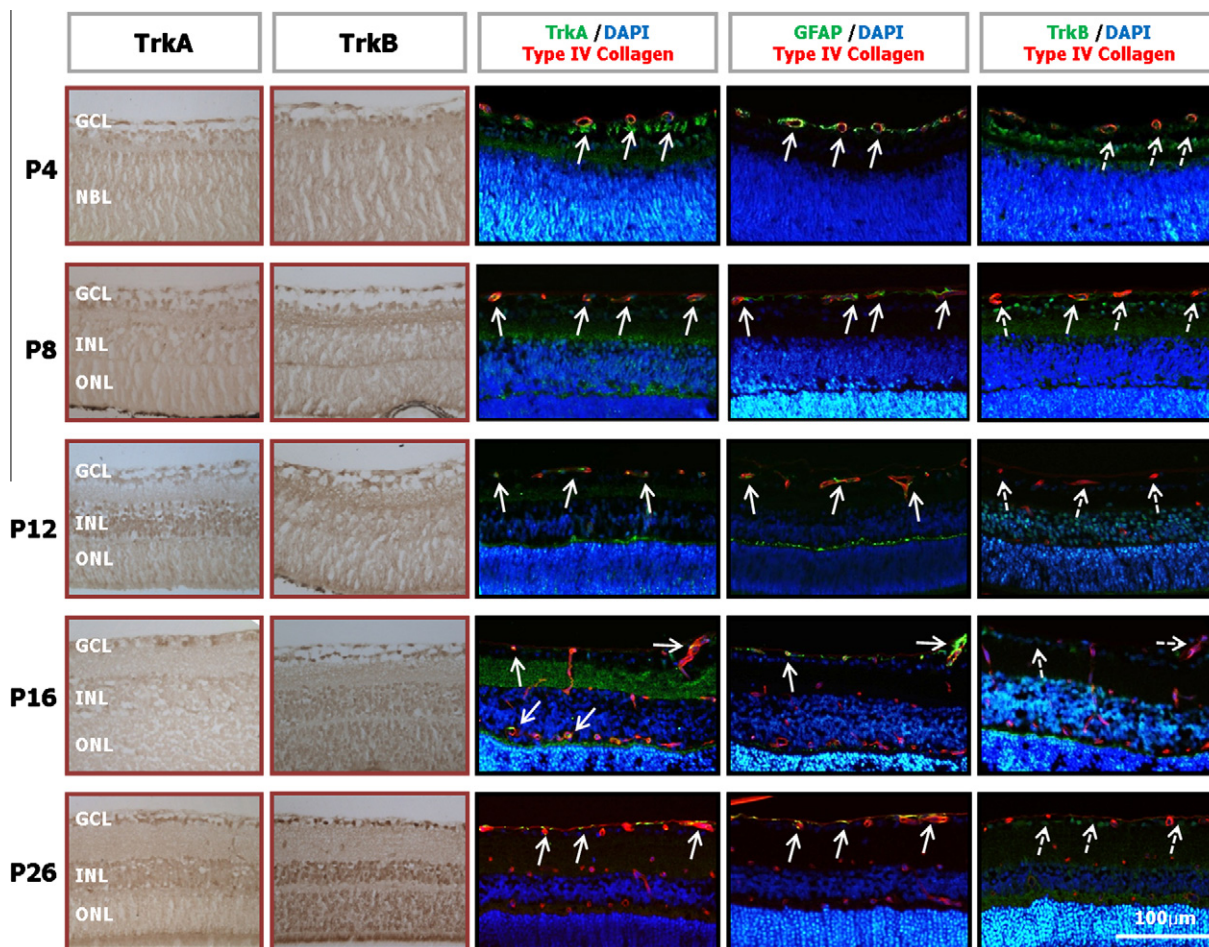 TrkA
TrkB
TrkA /DAPI
Type IV Collagen
GFAP /DAPI
Type IV Collagen
TrkB /DAPI
Type IV Collagen
P4
GCL
NBL
P8
GCL
INL
ONL
P12
GCL
INL
ONL
P16
GCL
INL
ONL
P26
GCL
INL
ONL
100µm